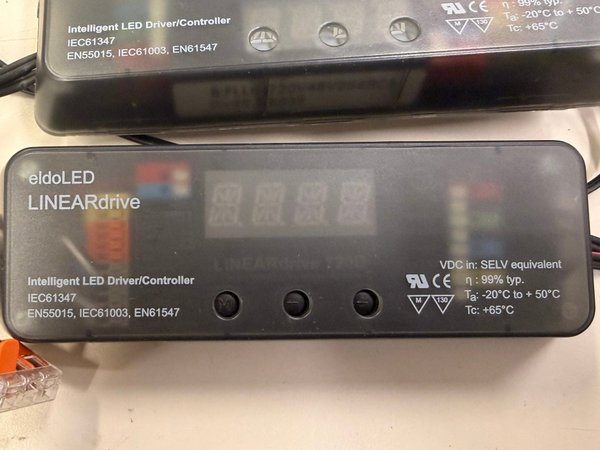 Intelligent LED Driver/Controller
IEC61347
EN55015, IEC61003, EN61547
M 130
η : 99% typ.
Ta: -20°C to + 50°C
Tc: +65°C
eldoLED
LINEARdrive
Intelligent LED Driver/Controller
IEC61347
EN55015, IEC61003, EN61547
M
VDC in: SELV equivalent
η : 99% typ.
Ta: -20°C to + 50°C
Tc: +65°C
M 130